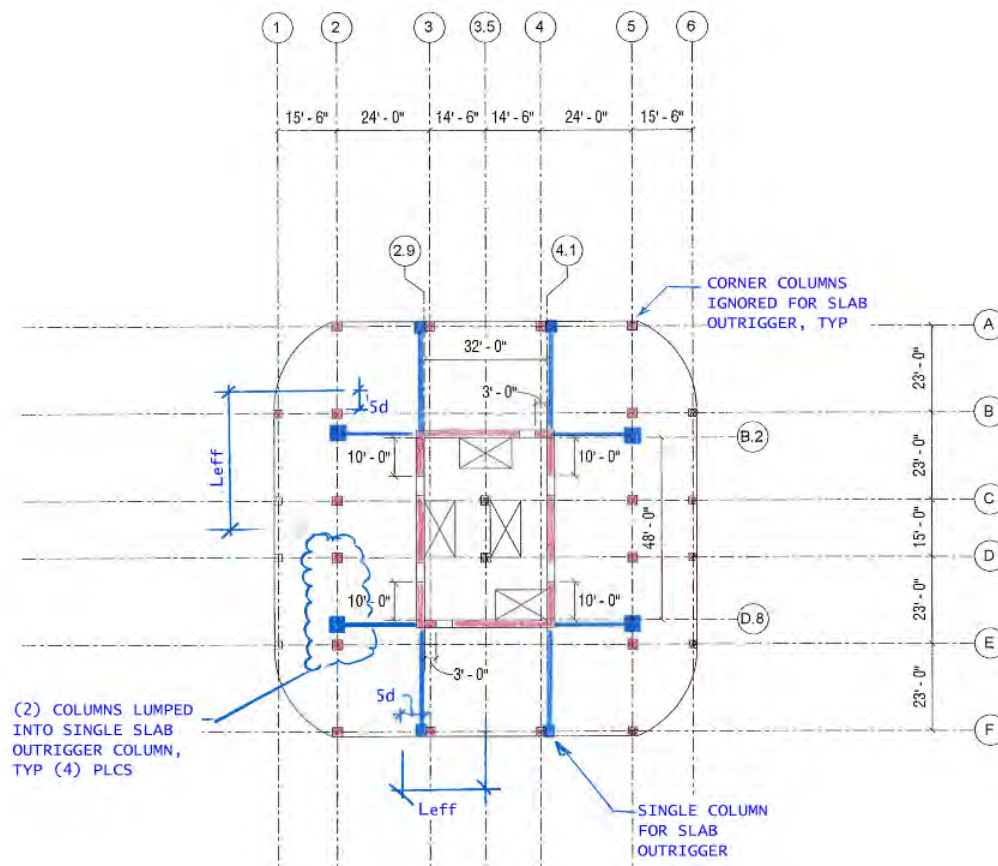 1 2 3 3.5 4 5 6
15' - 6" 24' - 0" 14' - 6" 14' - 6" 24' - 0" 15' - 6"
2.9 4.1
CORNER COLUMNS
IGNORED FOR SLAB
OUTRIGGER, TYP
A
32' - 0"
23' - 0"
3' - 0"
5d
B
B.2
10' - 0" 10' - 0"
Leff
23' - 0"
C
48' - 0"
15' - 0"
D
10' - 0" 10' - 0"
D.8
23' - 0"
E
3' - 0"
5d
23' - 0"
(2) COLUMNS LUMPED
INTO SINGLE SLAB
OUTRIGGER COLUMN,
TYP (4) PLCS
F
Leff
SINGLE COLUMN
FOR SLAB
OUTRIGGER